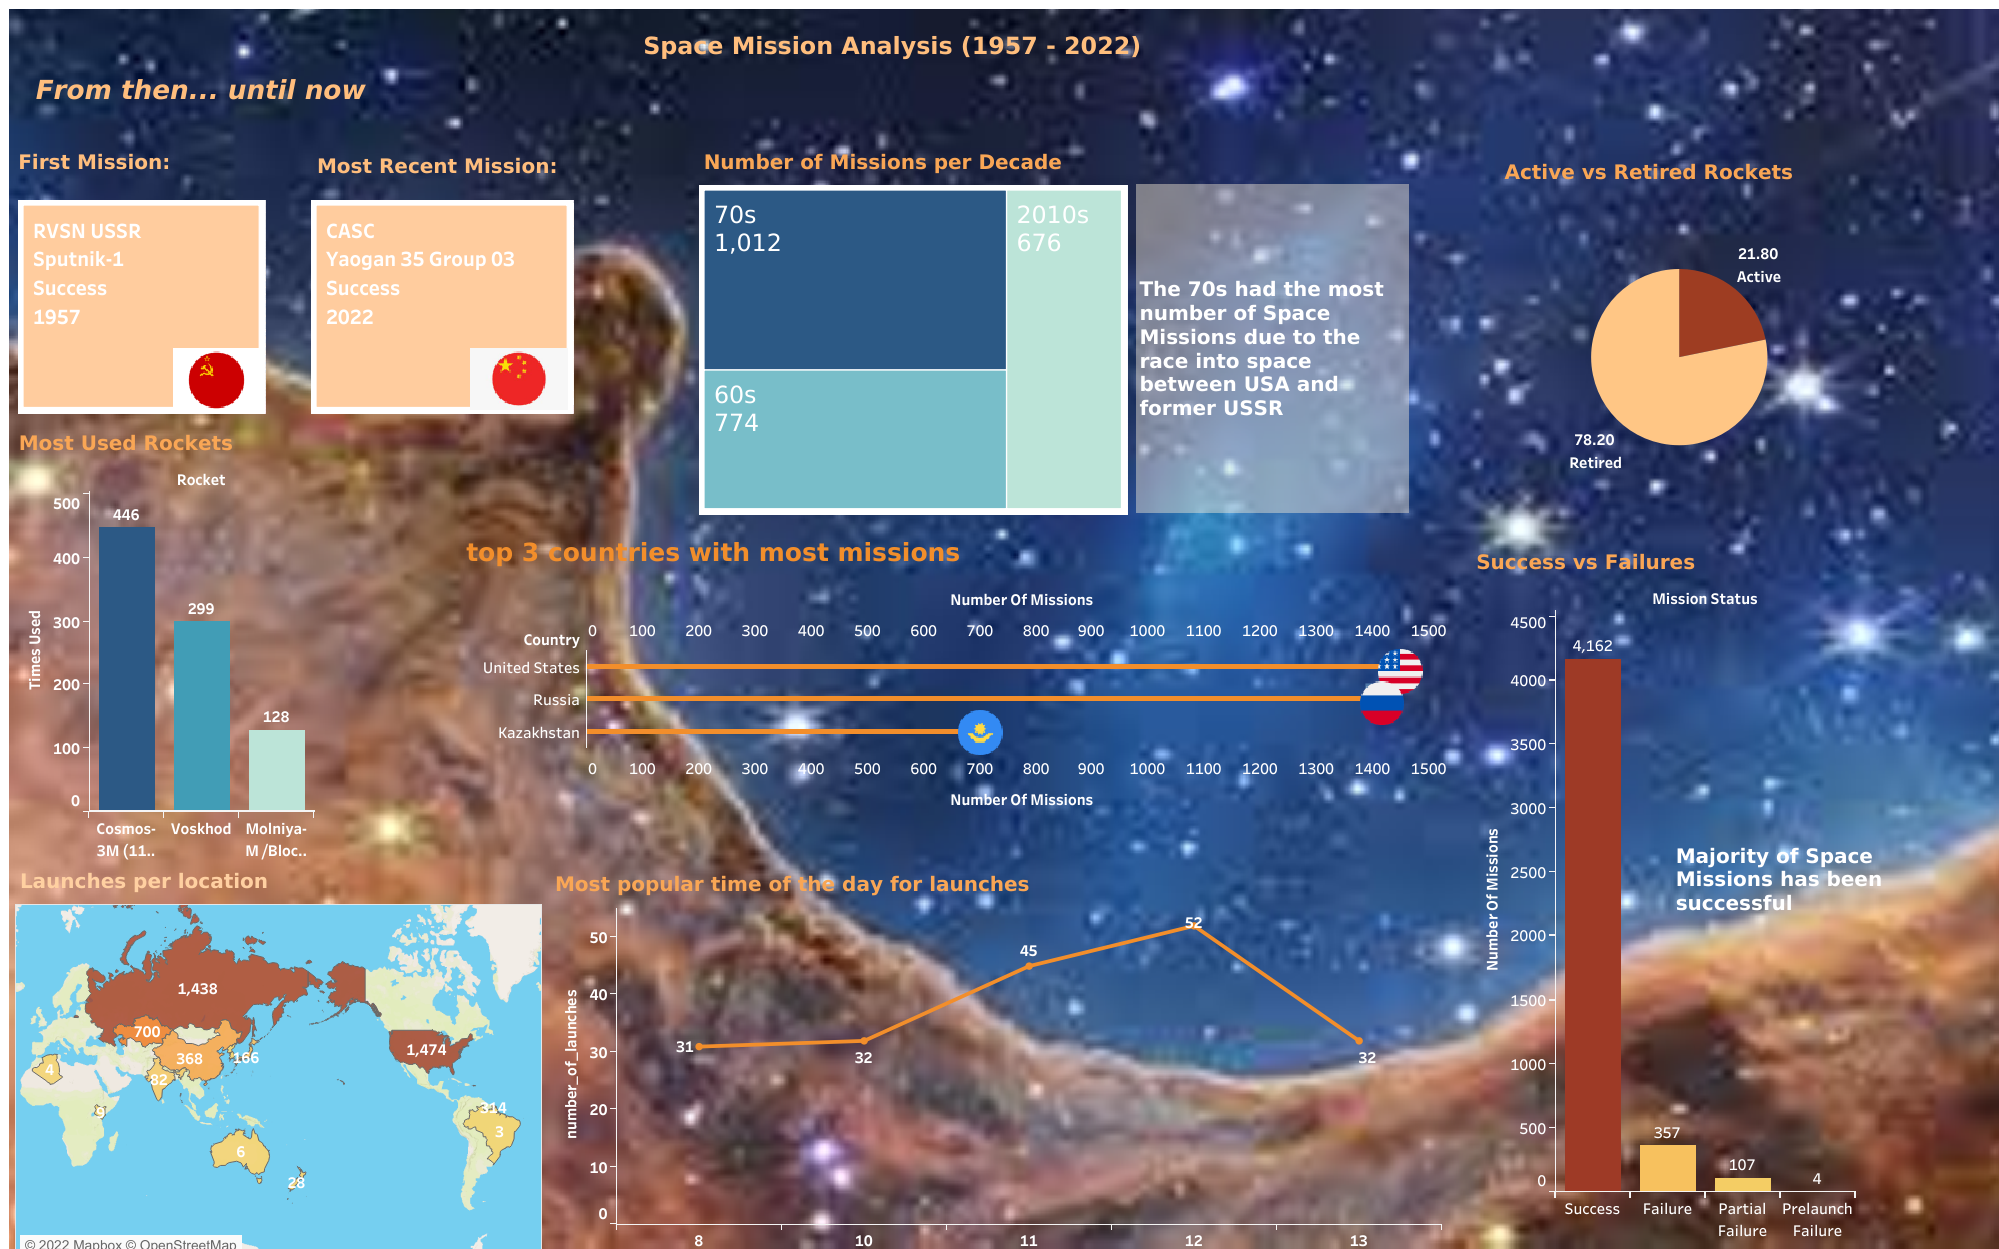 Space Mission Analysis (1957 - 2022)
From then... until now
First Mission:
RVSN USSR
Sputnik-1
Success
1957
Most Recent Mission:
CASC
Yaogan 35 Group 03
Success
2022
Number of Missions per Decade
70s
1,012
60s
774
2010s
676
The 70s had the most
number of Space
Missions due to the
race into space
between USA and
former USSR
Active vs Retired Rockets
21.80
Active
78.20
Retired
Most Used Rockets
Rocket
Times Used
500
400
300
200
100
0
446
299
128
Cosmos-
3M (11..
Voskhod
Molniya-
M /Bloc..
top 3 countries with most missions
Number Of Missions
Country
0 100 200 300 400 500 600 700 800 900 1000 1100 1200 1300 1400 1500
United States
Russia
Kazakhstan
0 100 200 300 400 500 600 700 800 900 1000 1100 1200 1300 1400 1500
Number Of Missions
Success vs Failures
Mission Status
Number Of Missions
4500
4000
3500
3000
2500
2000
1500
1000
500
0
4,162
357
107
4
Success
Failure
Partial
Failure
Prelaunch
Failure
Majority of Space
Missions has been
successful
Launches per location
1,438
700
368
166
1,474
4
82
9
314
3
6
28
© 2022 Mapbox © OpenStreetMap
Most popular time of the day for launches
number_of_launches
50
40
30
20
10
0
31
32
45
52
32
8 10 11 12 13